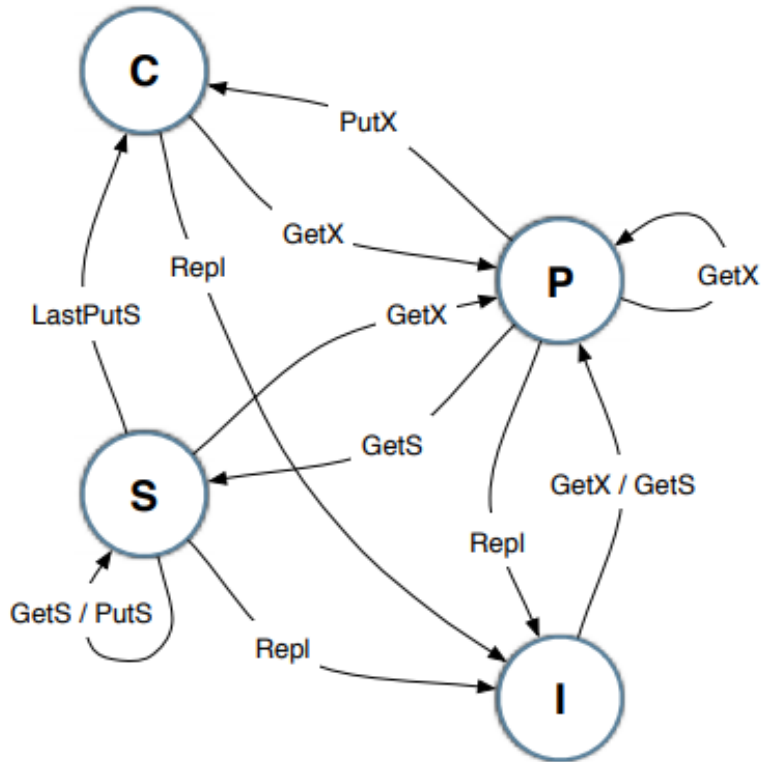 C
PutX
GetX
Repl
P
GetX
LastPutS
GetX
GetS
GetX / GetS
S
Repl
GetS / PutS
Repl
I